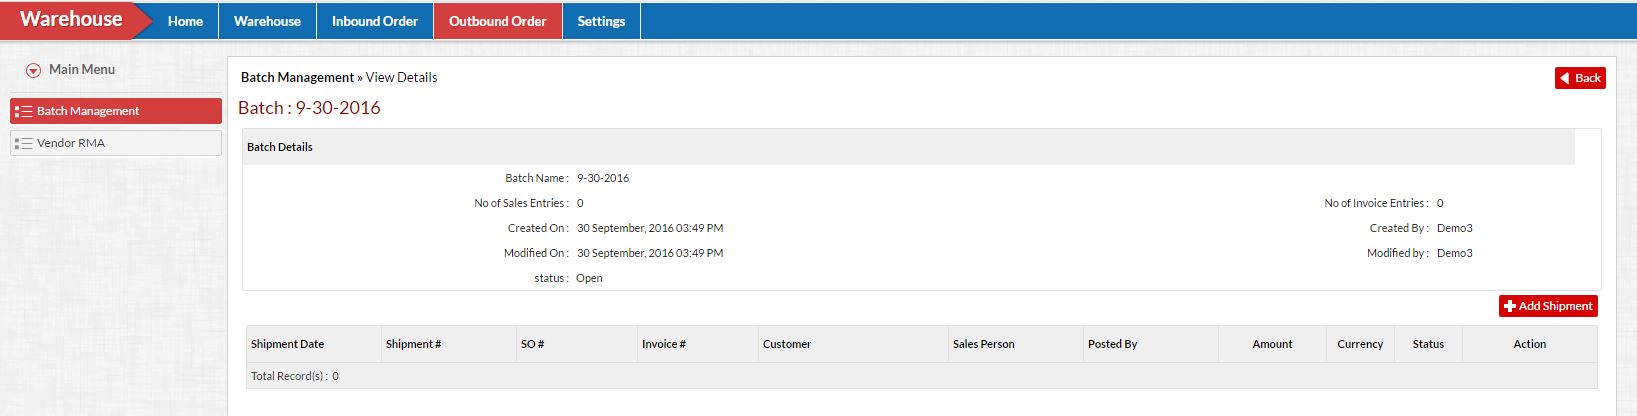 Warehouse Home Warehouse Inbound Order Outbound Order Settings
Main Menu
Batch Management
Vendor RMA
Batch Management » View Details
Back
Batch : 9-30-2016
Batch Details
Batch Name : 9-30-2016
No of Sales Entries : 0 No of Invoice Entries : 0
Created On : 30 September, 2016 03:49 PM Created By : Demo3
Modified On : 30 September, 2016 03:49 PM Modified by : Demo3
status : Open
Add Shipment
Shipment Date Shipment # SO # Invoice # Customer Sales Person Posted By Amount Currency Status Action
Total Record(s) : 0